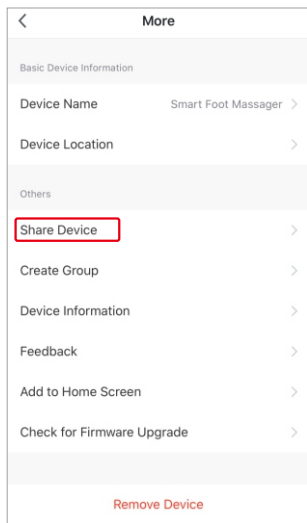 More
Basic Device Information
Device Name Smart Foot Massager
Device Location
Others
Share Device
Create Group
Device Information
Feedback
Add to Home Screen
Check for Firmware Upgrade
Remove Device